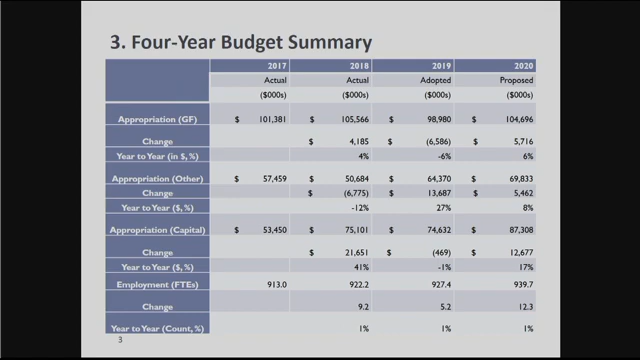 3. Four-Year Budget Summary
2017 2018 2019 2020
Actual Actual Adopted Proposed
($000s) ($000s) ($000s) ($000s)
Appropriation (GF) $ 101,381 $ 105,566 $ 98,980 $ 104,696
Change $ 4,185 $ (6,586) $ 5,716
Year to Year (in $, %) 4% -6% 6%
Appropriation (Other) $ 57,459 $ 50,684 $ 64,370 $ 69,833
Change $ (6,775) $ 13,687 $ 5,462
Year to Year ($, %) -12% 27% 8%
Appropriation (Capital) $ 53,450 $ 75,101 $ 74,632 $ 87,308
Change $ 21,651 $ (469) $ 12,677
Year to Year ($, %) 41% -1% 17%
Employment (FTEs) 913.0 922.2 927.4 939.7
Change 9.2 5.2 12.3
Year to Year (Count, %) 1% 1% 1%
3